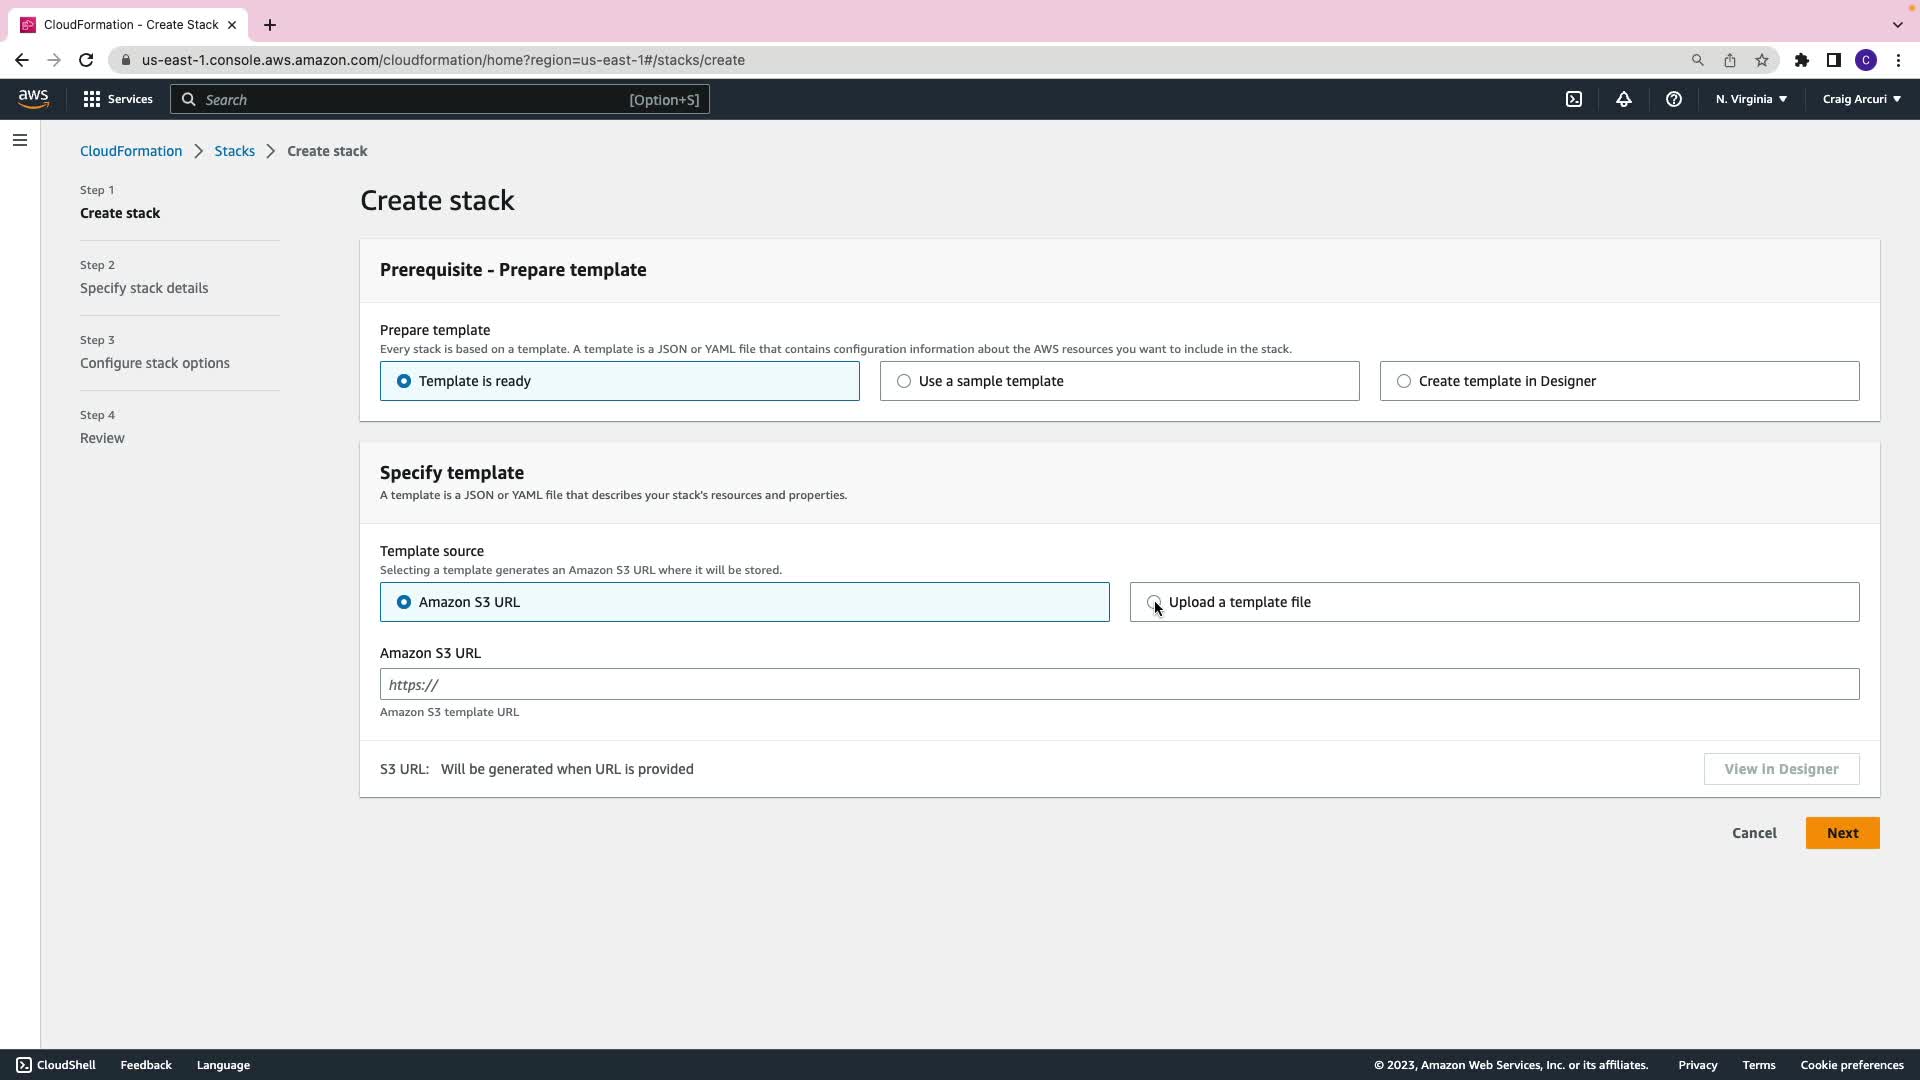 CloudFormation - Create Stack
us-east-1.console.aws.amazon.com/cloudformation/home?region=us-east-1#/stacks/create
C
aws
Services
Search
[Option+S]
N. Virginia
Craig Arcuri
CloudFormation
Stacks
Create stack
Step 1
Create stack
Step 2
Specify stack details
Step 3
Configure stack options
Step 4
Review
Create stack
Prerequisite - Prepare template
Prepare template
Every stack is based on a template. A template is a JSON or YAML file that contains configuration information about the AWS resources you want to include in the stack.
Template is ready
Use a sample template
Create template in Designer
Specify template
A template is a JSON or YAML file that describes your stack's resources and properties.
Template source
Selecting a template generates an Amazon S3 URL where it will be stored.
Amazon S3 URL
Upload a template file
Amazon S3 URL
https://
Amazon S3 template URL
S3 URL: Will be generated when URL is provided
View in Designer
Cancel
Next
CloudShell
Feedback
Language
© 2023, Amazon Web Services, Inc. or its affiliates.
Privacy
Terms
Cookie preferences